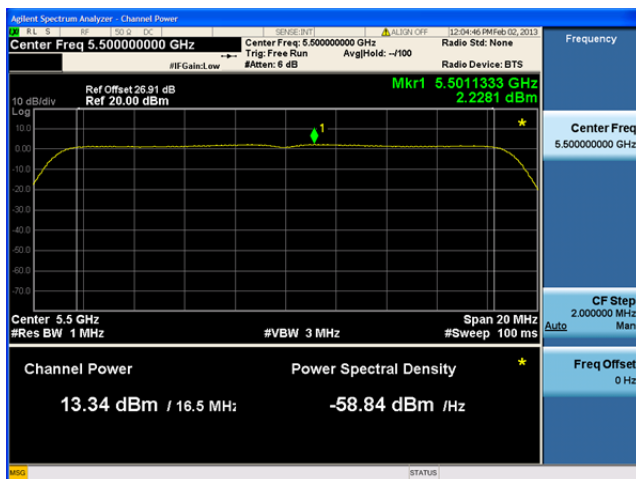 Agilent Spectrum Analyzer - Channel Power
RL S RF 50 Ω DC SENSE:INT ALIGN OFF 12:04:46 PM Feb 02, 2013
Center Freq 5.500000000 GHz Center Freq: 5.500000000 GHz Radio Std: None
Trig: Free Run Avg|Hold: --/100
#IFGain:Low #Atten: 6 dB Radio Device: BTS
Frequency
Ref Offset 26.91 dB Mkr1 5.5011333 GHz
10 dB/div Ref 20.00 dBm 2.2281 dBm
Log
10.0
0.00
-10.0
-20.0
-30.0
-40.0
-50.0
-60.0
-70.0
1
*
Center 5.5 GHz Span 20 MHz
#Res BW 1 MHz #VBW 3 MHz #Sweep 100 ms
Channel Power Power Spectral Density *
13.34 dBm / 16.5 MHz -58.84 dBm /Hz
Center Freq
5.500000000 GHz
CF Step
2.000000 MHz
Auto Man
Freq Offset
0 Hz
MSG STATUS